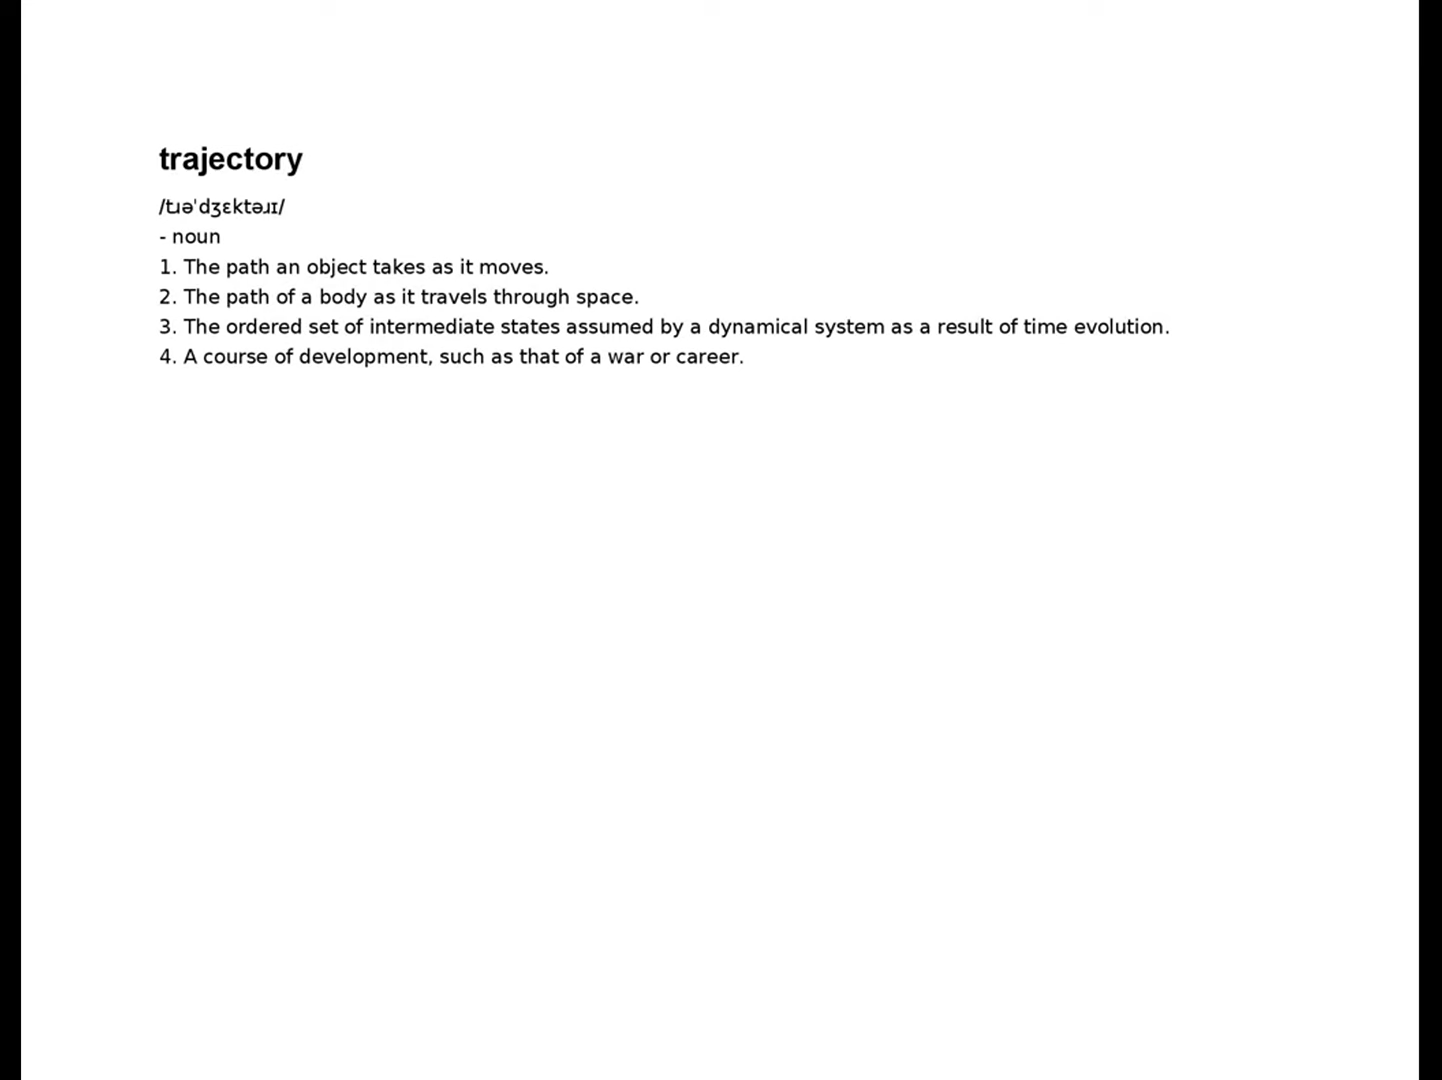 trajectory
/tɹəˈdʒɛktəɹɪ/
- noun
1. The path an object takes as it moves.
2. The path of a body as it travels through space.
3. The ordered set of intermediate states assumed by a dynamical system as a result of time evolution.
4. A course of development, such as that of a war or career.